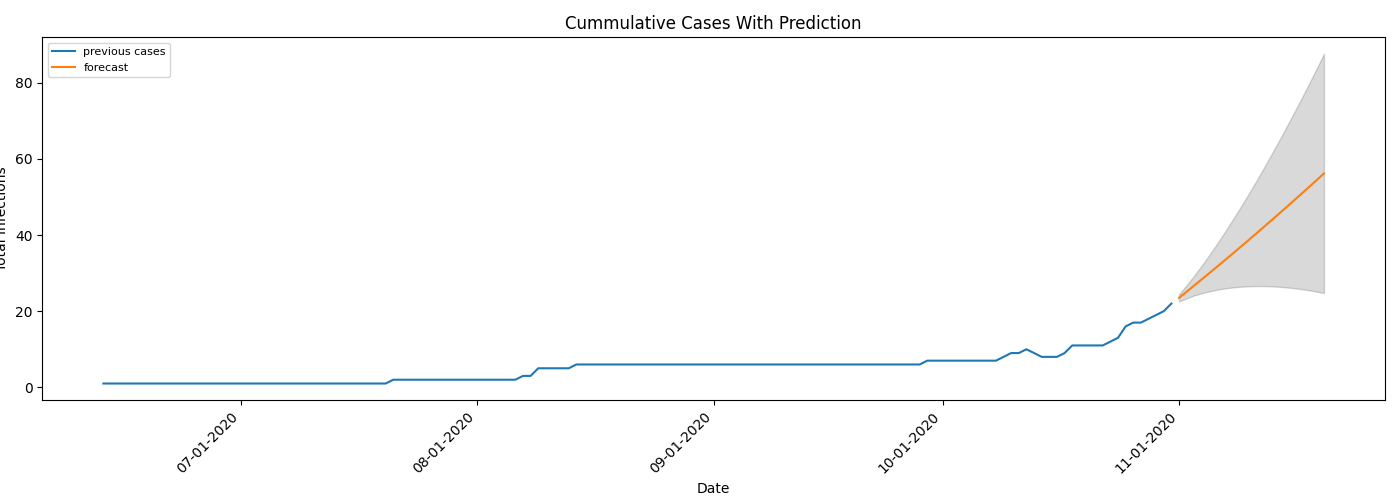 Cummulative Cases With Prediction
previous cases
forecast
80
60
40
20
0
infections
07-01-2020
08-01-2020
09-01-2020
10-01-2020
11-01-2020
Date